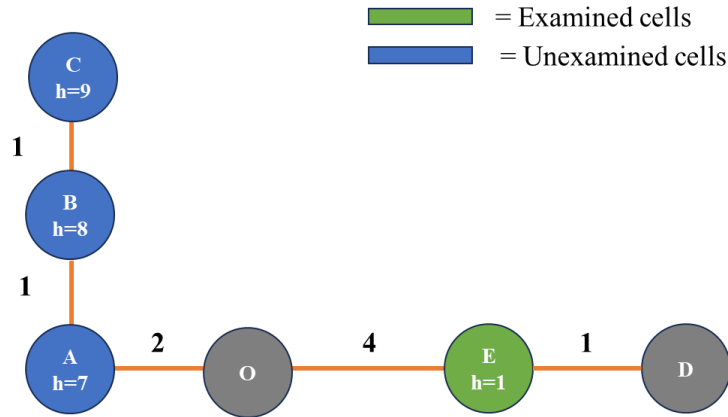 = Examined cells
= Unexamined cells
C
h=9
1
B
h=8
1
A
h=7
2
O
4
E
h=1
1
D